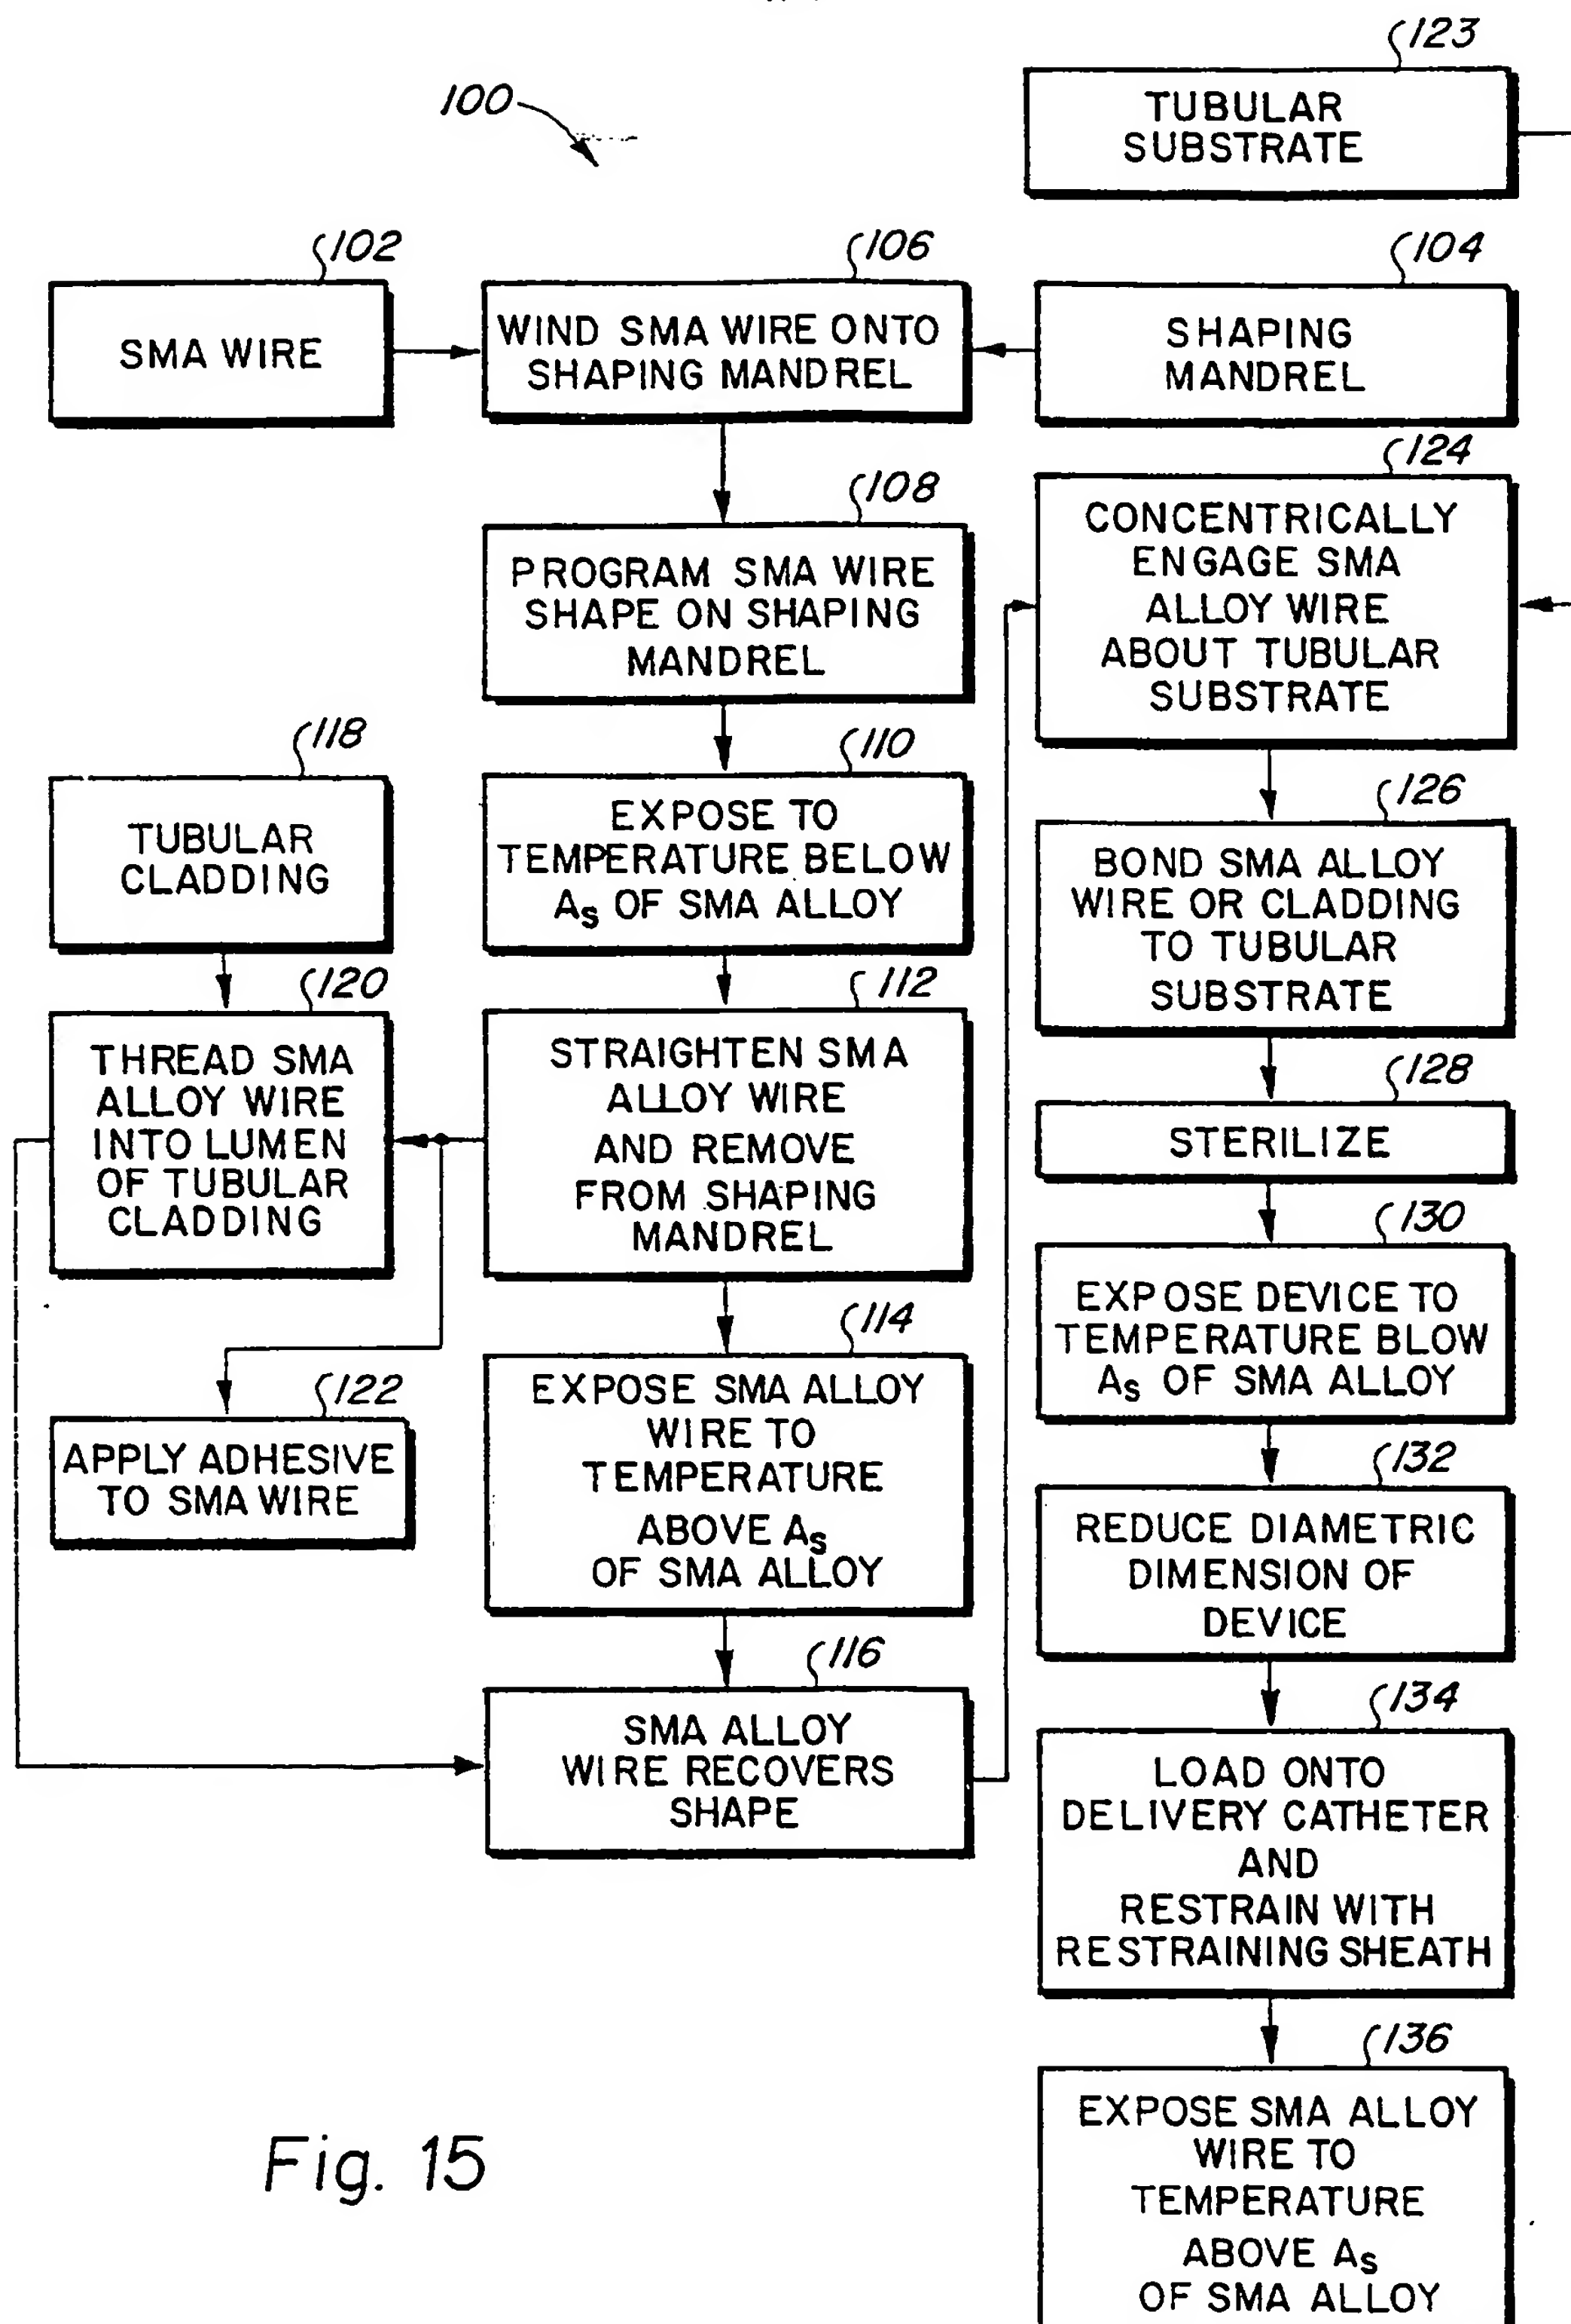 123
TUBULAR
SUBSTRATE
100
102
SMA WIRE
106
WIND SMA WIRE ONTO
SHAPING MANDREL
104
SHAPING
MANDREL
108
PROGRAM SMA WIRE
SHAPE ON SHAPING
MANDREL
110
EXPOSE TO
TEMPERATURE BELOW
As OF SMA ALLOY
112
STRAIGHTEN SMA
ALLOY WIRE
AND REMOVE
FROM SHAPING
MANDREL
118
TUBULAR
CLADDING
120
THREAD SMA
ALLOY WIRE
INTO LUMEN
OF TUBULAR
CLADDING
122
APPLY ADHESIVE
TO SMA WIRE
114
EXPOSE SMA ALLOY
WIRE TO
TEMPERATURE
ABOVE As
OF SMA ALLOY
116
SMA ALLOY
WIRE RECOVERS
SHAPE
124
CONCENTRICALLY
ENGAGE SMA
ALLOY WIRE
ABOUT TUBULAR
SUBSTRATE
126
BOND SMA ALLOY
WIRE OR CLADDING
TO TUBULAR
SUBSTRATE
128
STERILIZE
130
EXPOSE DEVICE TO
TEMPERATURE BLOW
As OF SMA ALLOY
132
REDUCE DIAMETRIC
DIMENSION OF
DEVICE
134
LOAD ONTO
DELIVERY CATHETER
AND
RESTRAIN WITH
RESTRAINING SHEATH
136
EXPOSE SMA ALLOY
WIRE TO
TEMPERATURE
ABOVE As
OF SMA ALLOY
Fig. 15